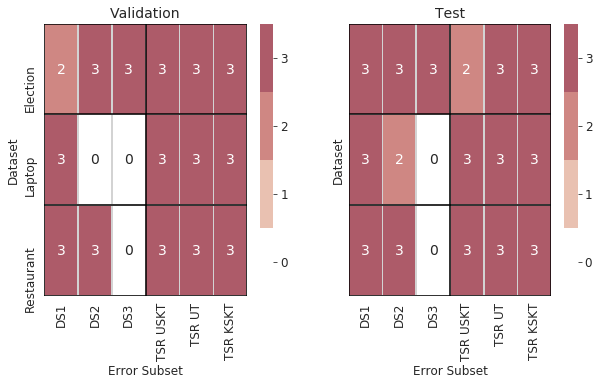 Validation
Test
Dataset
Election
2 3 3 3 3 3
Laptop
3 0 0 3 3 3
Restaurant
3 3 0 3 3 3
DS1 DS2 DS3 TSR USKT TSR UT TSR KSKT
Error Subset
3
2
1
0
Dataset
3 3 3 2 3 3
3 2 0 3 3 3
3 3 0 3 3 3
DS1 DS2 DS3 TSR USKT TSR UT TSR KSKT
Error Subset
3
2
1
0